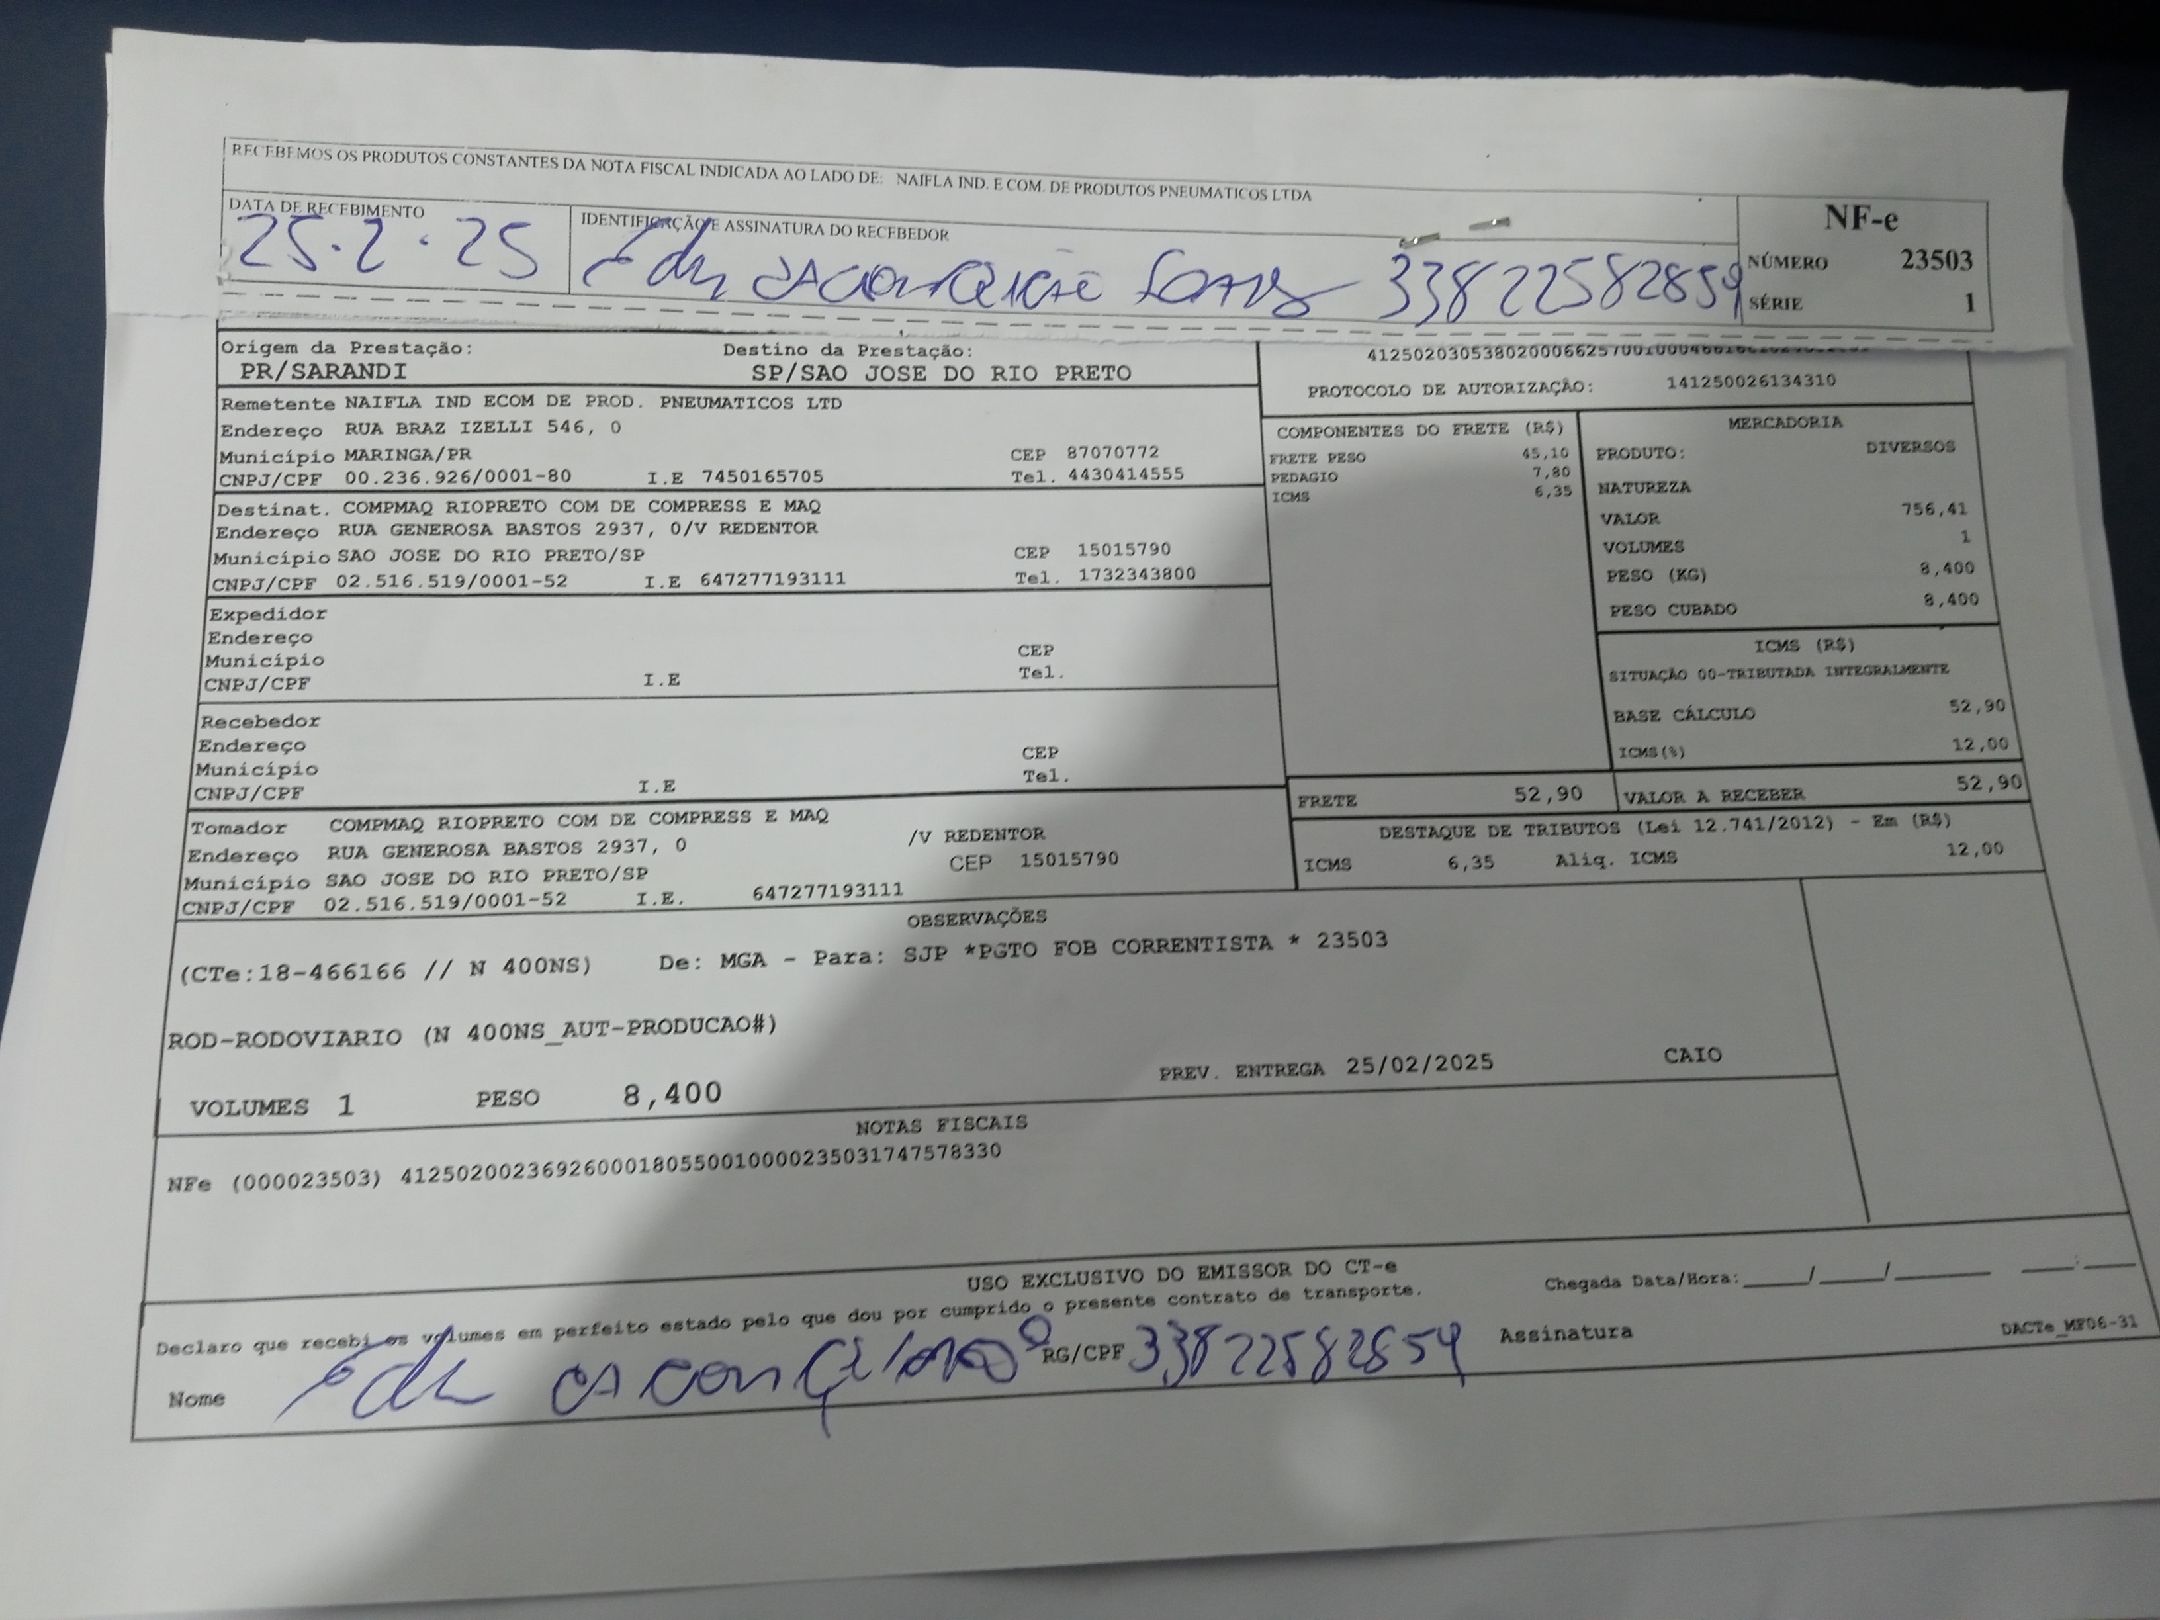 RECEBEMOS OS PRODUTOS CONSTANTES DA NOTA FISCAL INDICADA AO LADO DE: NAIFLA IND. E COM. DE PRODUTOS PNEUMATICOS LTDA
DATA DE RECEBIMENTO
25.2.25
IDENTIFICAÇÃO E ASSINATURA DO RECEBEDOR
33822582859
NF-e
NÚMERO 23503
SÉRIE 1
Origem da Prestação: Destino da Prestação:
PR/SARANDI SP/SAO JOSE DO RIO PRETO
Remetente NAIFLA IND ECOM DE PROD. PNEUMATICOS LTD
Endereço RUA BRAZ IZELLI 546, 0
Município MARINGA/PR CEP 87070772
CNPJ/CPF 00.236.926/0001-80 I.E 7450165705 Tel. 4430414555
Destinat. COMPMAQ RIOPRETO COM DE COMPRESS E MAQ
Endereço RUA GENEROSA BASTOS 2937, 0/V REDENTOR
Município SAO JOSE DO RIO PRETO/SP CEP 15015790
CNPJ/CPF 02.516.519/0001-52 I.E 647277193111 Tel. 1732343800
Expedidor
Endereço
Município CEP
CNPJ/CPF I.E Tel.
Recebedor
Endereço
Município CEP
CNPJ/CPF I.E Tel.
Tomador COMPMAQ RIOPRETO COM DE COMPRESS E MAQ
Endereço RUA GENEROSA BASTOS 2937, 0 /V REDENTOR
Município SAO JOSE DO RIO PRETO/SP CEP 15015790
CNPJ/CPF 02.516.519/0001-52 I.E. 647277193111
PROTOCOLO DE AUTORIZAÇÃO: 141250026134310
COMPONENTES DO FRETE (R$)
FRETE PESO 45,10
PEDAGIO 7,80
ICMS 6,35
MERCADORIA
PRODUTO: DIVERSOS
NATUREZA
VALOR 756,41
VOLUMES 1
PESO (KG) 8,400
PESO CUBADO 8,400
ICMS (R$)
SITUAÇÃO 00-TRIBUTADA INTEGRALMENTE
BASE CÁLCULO 52,90
ICMS(%) 12,00
FRETE 52,90 VALOR A RECEBER 52,90
DESTAQUE DE TRIBUTOS (Lei 12.741/2012) - Em (R$)
ICMS 6,35 Aliq. ICMS 12,00
OBSERVAÇÕES
(CTe:18-466166 // N 400NS) De: MGA - Para: SJP *PGTO FOB CORRENTISTA * 23503
ROD-RODOVIARIO (N 400NS_AUT-PRODUCAO#)
VOLUMES 1 PESO 8,400 PREV. ENTREGA 25/02/2025 CAIO
NOTAS FISCAIS
NFe (000023503) 41250200236926000180550010000235031747578330
USO EXCLUSIVO DO EMISSOR DO CT-e
Declaro que recebi os volumes em perfeito estado pelo que dou por cumprido o presente contrato de transporte.
Chegada Data/Hora:____/____/______ ___:___
Nome RG/CPF 33822582859 Assinatura
DACTe_MF06-31